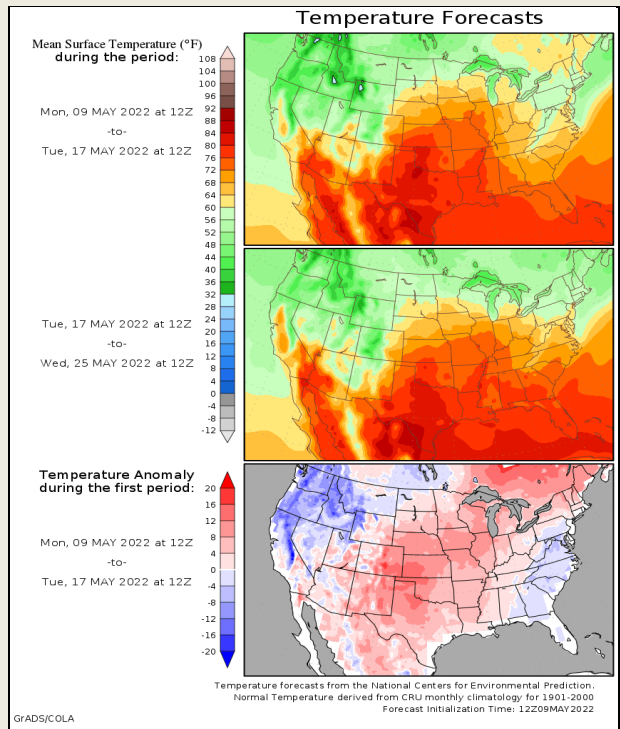 Temperature Forecasts
Mean Surface Temperature (°F)
during the period:
Mon, 09 MAY 2022 at 12Z
-to-
Tue, 17 MAY 2022 at 12Z
108
104
100
96
92
88
84
80
76
72
68
64
60
56
52
48
44
40
36
32
28
24
20
16
12
8
4
0
-4
-8
-12
Tue, 17 MAY 2022 at 12Z
-to-
Wed, 25 MAY 2022 at 12Z
Temperature Anomaly
during the first period:
Mon, 09 MAY 2022 at 12Z
-to-
Tue, 17 MAY 2022 at 12Z
20
16
12
8
4
0
-4
-8
-12
-16
-20
Temperature forecasts from the National Centers for Environmental Prediction.
Normal Temperature derived from CRU monthly climatology for 1901-2000
Forecast Initialization Time: 12Z09MAY2022
GrADS/COLA